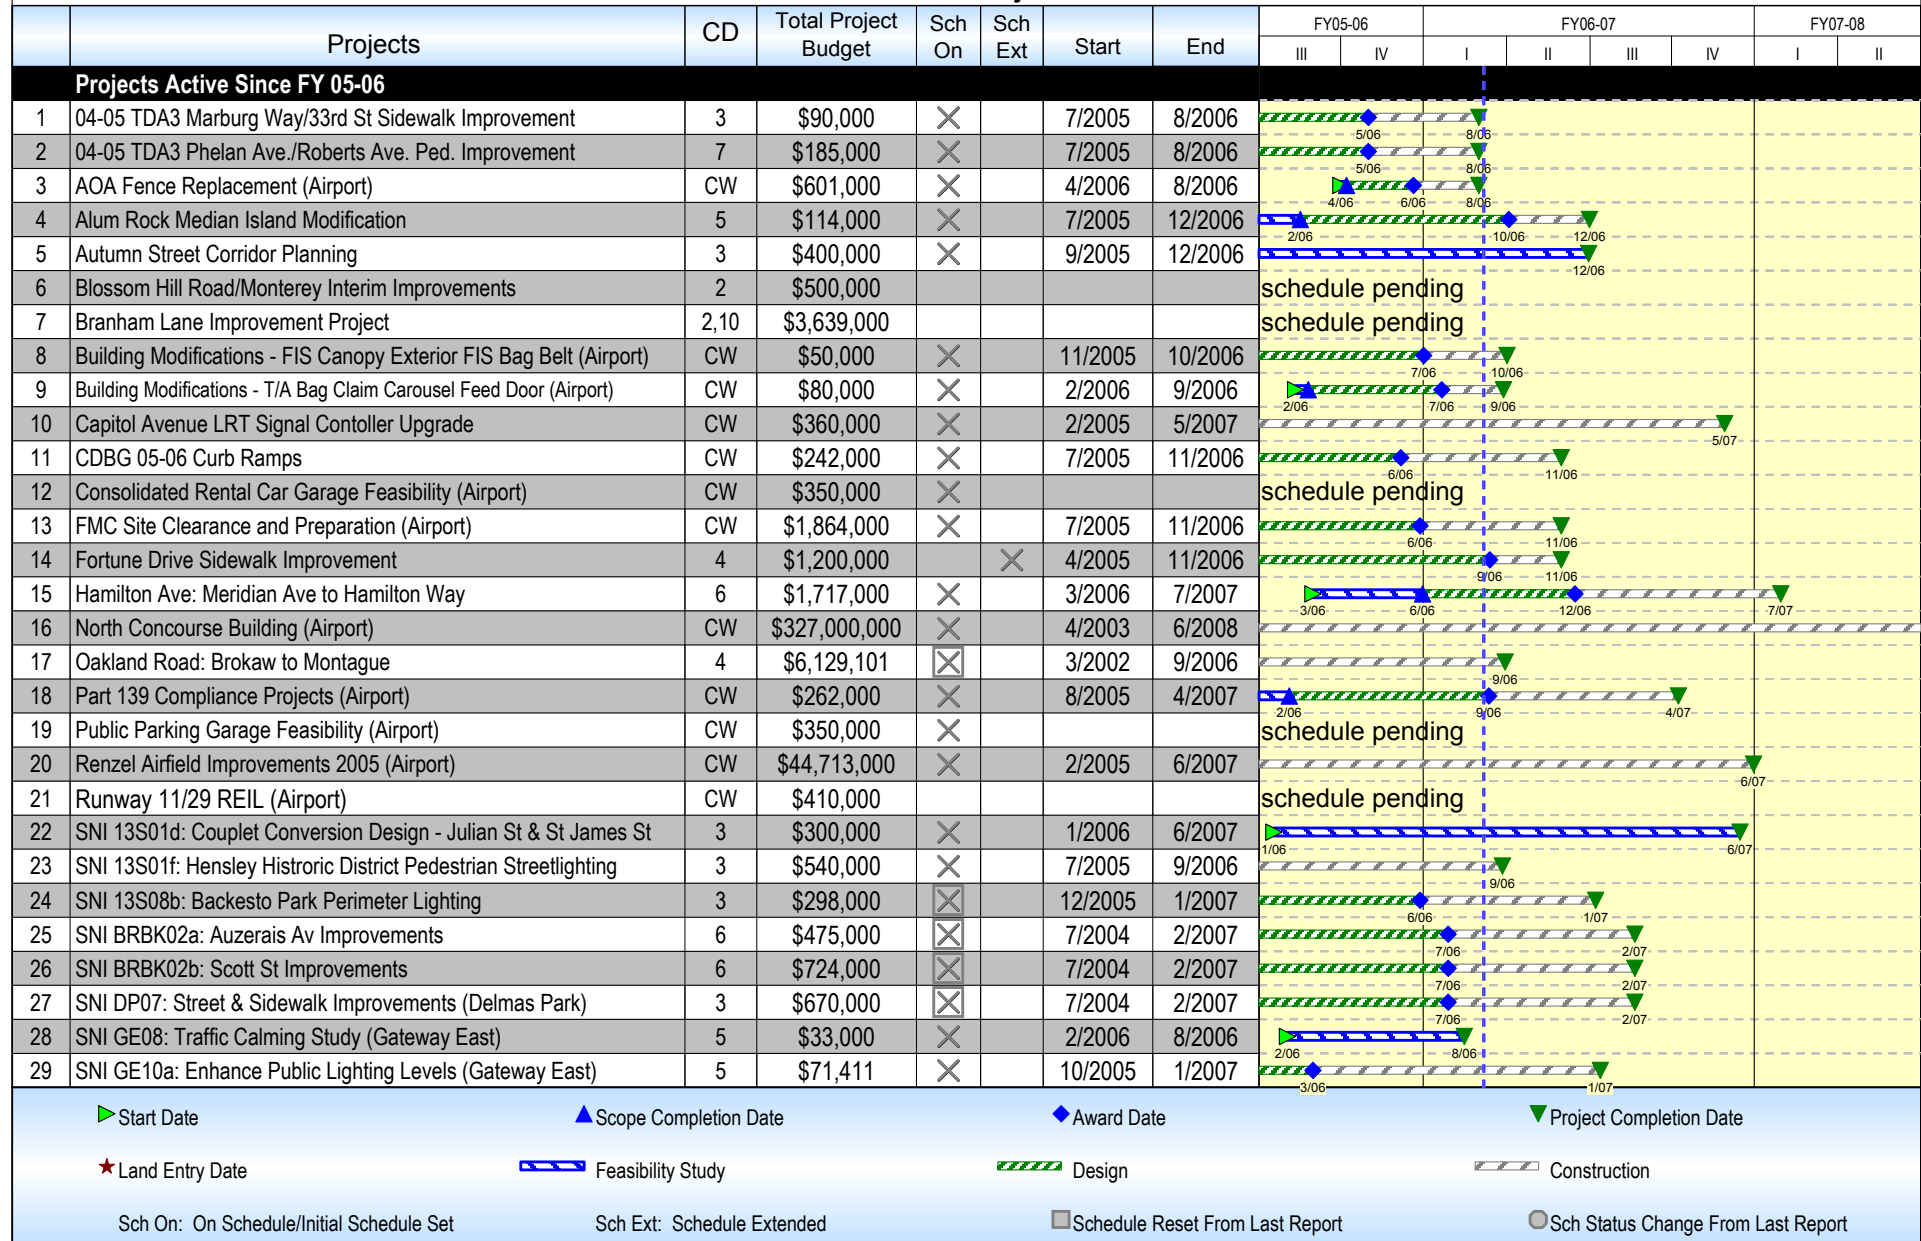 Projects CD Total Project Budget Sch On Sch Ext Start End FY05-06 FY06-07 FY07-08
III IV I II III IV I II
Projects Active Since FY 05-06
1 04-05 TDA3 Marburg Way/33rd St Sidewalk Improvement 3 $90,000 7/2005 8/2006 5/06 8/06
2 04-05 TDA3 Phelan Ave./Roberts Ave. Ped. Improvement 7 $185,000 7/2005 8/2006 5/06 8/06
3 AOA Fence Replacement (Airport) CW $601,000 4/2006 8/2006 4/06 6/06 8/06
4 Alum Rock Median Island Modification 5 $114,000 7/2005 12/2006 2/06 10/06 12/06
5 Autumn Street Corridor Planning 3 $400,000 9/2005 12/2006 12/06
6 Blossom Hill Road/Monterey Interim Improvements 2 $500,000 schedule pending
7 Branham Lane Improvement Project 2,10 $3,639,000 schedule pending
8 Building Modifications - FIS Canopy Exterior FIS Bag Belt (Airport) CW $50,000 11/2005 10/2006 7/06 10/06
9 Building Modifications - T/A Bag Claim Carousel Feed Door (Airport) CW $80,000 2/2006 9/2006 2/06 7/06 9/06
10 Capitol Avenue LRT Signal Contoller Upgrade CW $360,000 2/2005 5/2007 5/07
11 CDBG 05-06 Curb Ramps CW $242,000 7/2005 11/2006 6/06 11/06
12 Consolidated Rental Car Garage Feasibility (Airport) CW $350,000 schedule pending
13 FMC Site Clearance and Preparation (Airport) CW $1,864,000 7/2005 11/2006 6/06 11/06
14 Fortune Drive Sidewalk Improvement 4 $1,200,000 4/2005 11/2006 9/06 11/06
15 Hamilton Ave: Meridian Ave to Hamilton Way 6 $1,717,000 3/2006 7/2007 3/06 6/06 12/06 7/07
16 North Concourse Building (Airport) CW $327,000,000 4/2003 6/2008
17 Oakland Road: Brokaw to Montague 4 $6,129,101 3/2002 9/2006 9/06
18 Part 139 Compliance Projects (Airport) CW $262,000 8/2005 4/2007 2/06 9/06 4/07
19 Public Parking Garage Feasibility (Airport) CW $350,000 schedule pending
20 Renzel Airfield Improvements 2005 (Airport) CW $44,713,000 2/2005 6/2007 6/07
21 Runway 11/29 REIL (Airport) CW $410,000 schedule pending
22 SNI 13S01d: Couplet Conversion Design - Julian St & St James St 3 $300,000 1/2006 6/2007 1/06 6/07
23 SNI 13S01f: Hensley Histroric District Pedestrian Streetlighting 3 $540,000 7/2005 9/2006 9/06
24 SNI 13S08b: Backesto Park Perimeter Lighting 3 $298,000 12/2005 1/2007 6/06 1/07
25 SNI BRBK02a: Auzerais Av Improvements 6 $475,000 7/2004 2/2007 7/06 2/07
26 SNI BRBK02b: Scott St Improvements 6 $724,000 7/2004 2/2007 7/06 2/07
27 SNI DP07: Street & Sidewalk Improvements (Delmas Park) 3 $670,000 7/2004 2/2007 7/06 2/07
28 SNI GE08: Traffic Calming Study (Gateway East) 5 $33,000 2/2006 8/2006 2/06 8/06
29 SNI GE10a: Enhance Public Lighting Levels (Gateway East) 5 $71,411 10/2005 1/2007 3/06 1/07
Start Date Scope Completion Date Award Date Project Completion Date
Land Entry Date Feasibility Study Design Construction
Sch On: On Schedule/Initial Schedule Set Sch Ext: Schedule Extended Schedule Reset From Last Report Sch Status Change From Last Report